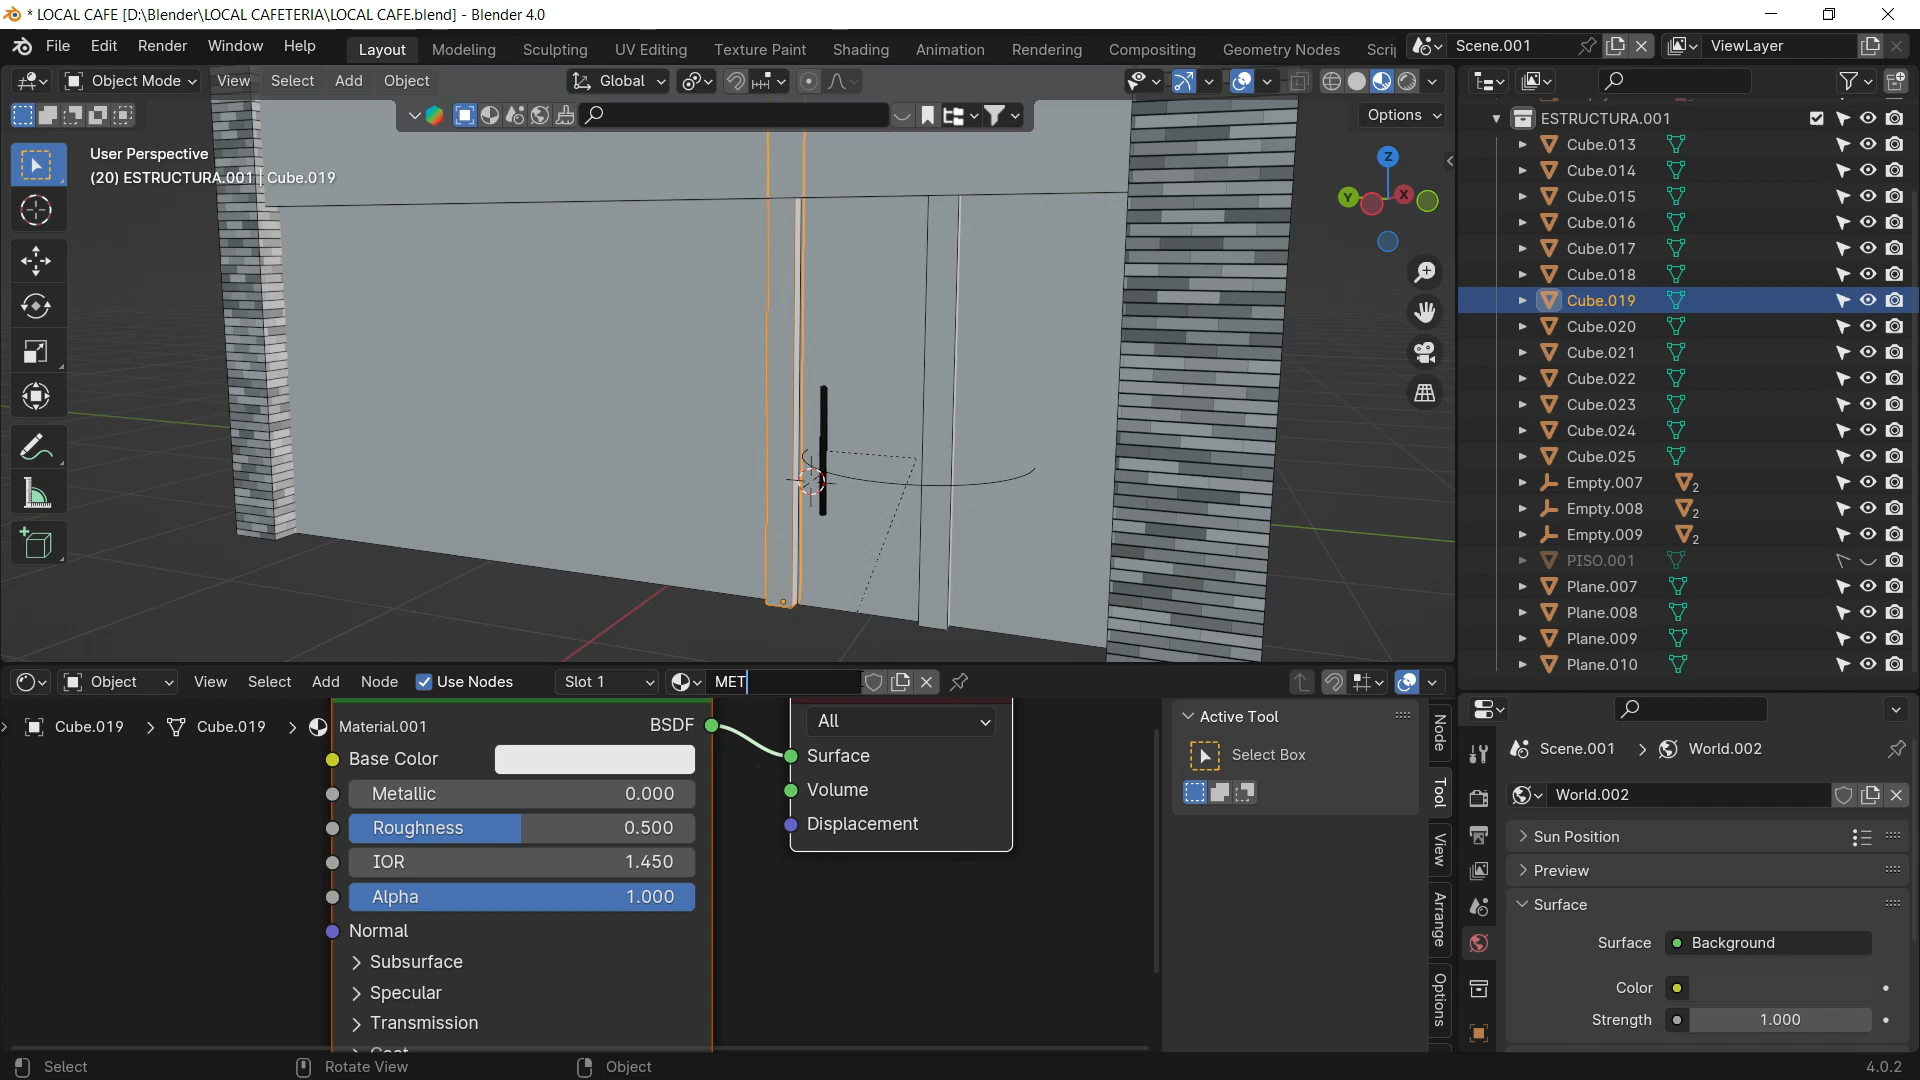 * LOCAL CAFE [D:\Blender\LOCAL CAFETERIA\LOCAL CAFE.blend] - Blender 4.0
File Edit Render Window Help
Layout Modeling Sculpting UV Editing Texture Paint Shading Animation Rendering Compositing Geometry Nodes Scri
Scene.001
ViewLayer
Object Mode View Select Add Object
Global
Options
User Perspective
(20) ESTRUCTURA.001 | Cube.019
Z
Y
X
ESTRUCTURA.001
Cube.013
Cube.014
Cube.015
Cube.016
Cube.017
Cube.018
Cube.019
Cube.020
Cube.021
Cube.022
Cube.023
Cube.024
Cube.025
Empty.007 2
Empty.008 2
Empty.009 2
PISO.001
Plane.007
Plane.008
Plane.009
Plane.010
Object View Select Add Node Use Nodes Slot 1 MET
Cube.019 Cube.019 Material.001
BSDF
Base Color
Metallic 0.000
Roughness 0.500
IOR 1.450
Alpha 1.000
Normal
Subsurface
Specular
Transmission
Coat
All
Surface
Volume
Displacement
Active Tool
Select Box
Node
Tool
View
Arrange
Options
Scene.001 World.002
World.002
Sun Position
Preview
Surface
Surface Background
Color
Strength 1.000
Select Rotate View Object 4.0.2